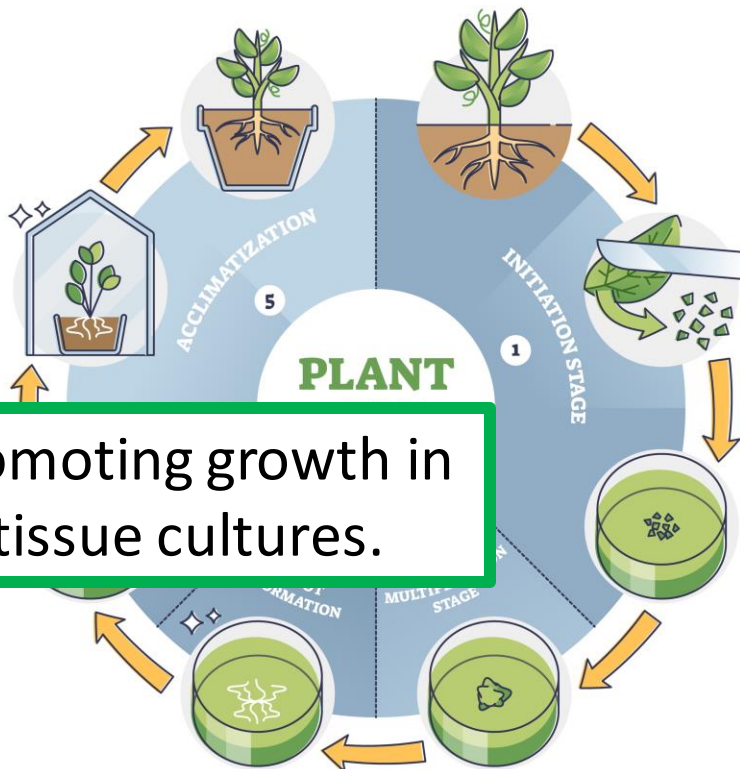 ACCLIMATIZATION
5
INITIATION STAGE
1
PLANT
omoting growth in
tissue cultures.
STAGE